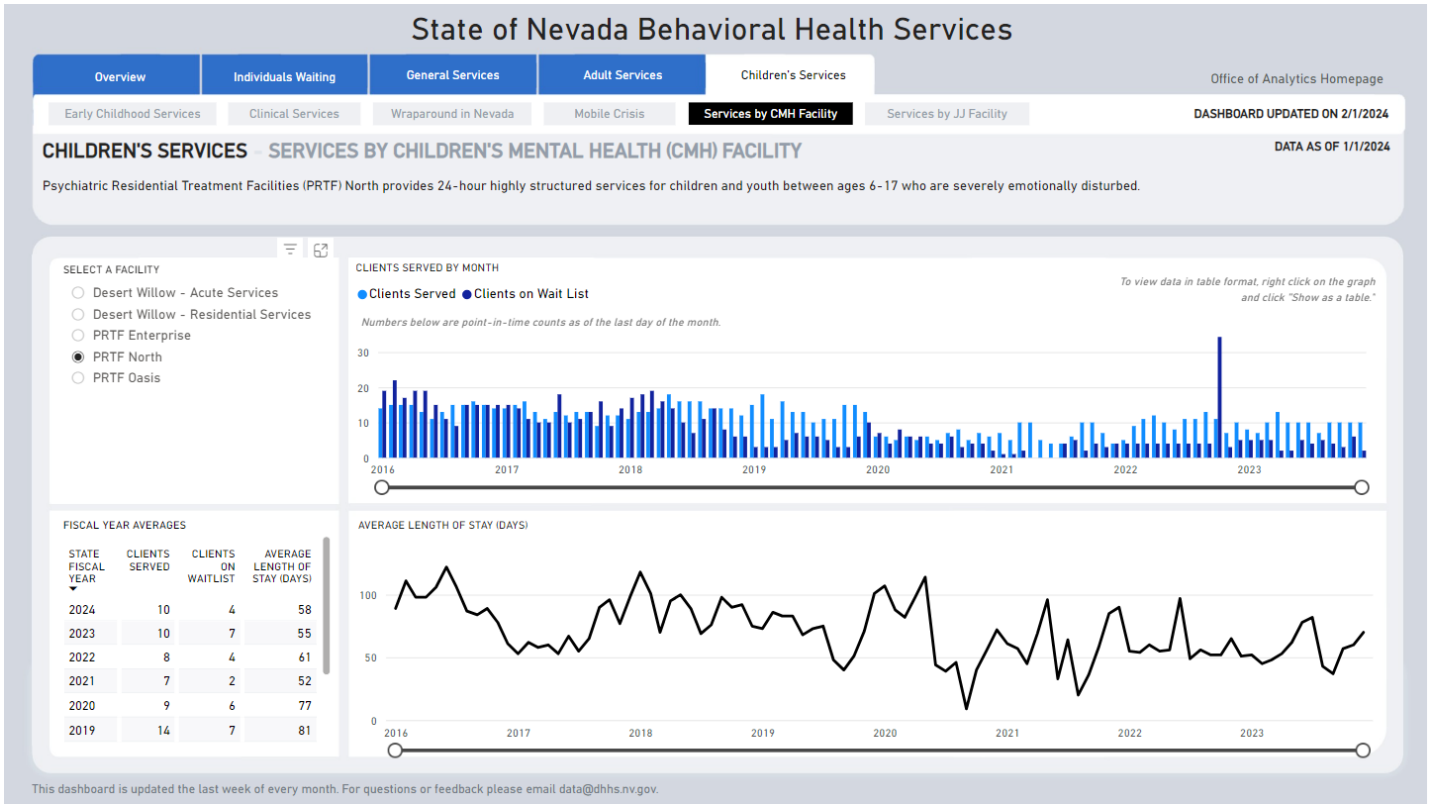 State of Nevada Behavioral Health Services
Overview
Individuals Waiting
General Services
Adult Services
Children's Services
Office of Analytics Homepage
Early Childhood Services
Clinical Services
Wraparound in Nevada
Mobile Crisis
Services by CMH Facility
Services by JJ Facility
DASHBOARD UPDATED ON 2/1/2024
CHILDREN'S SERVICES - SERVICES BY CHILDREN'S MENTAL HEALTH (CMH) FACILITY
DATA AS OF 1/1/2024
Psychiatric Residential Treatment Facilities (PRTF) North provides 24-hour highly structured services for children and youth between ages 6-17 who are severely emotionally disturbed.
SELECT A FACILITY
Desert Willow - Acute Services
Desert Willow - Residential Services
PRTF Enterprise
PRTF North
PRTF Oasis
CLIENTS SERVED BY MONTH
Clients Served Clients on Wait List
To view data in table format, right click on the graph
and click "Show as a table."
Numbers below are point-in-time counts as of the last day of the month.
30
20
10
0
2016 2017 2018 2019 2020 2021 2022 2023
FISCAL YEAR AVERAGES
STATE CLIENTS CLIENTS AVERAGE
FISCAL SERVED ON LENGTH OF
YEAR WAITLIST STAY (DAYS)
2024 10 4 58
2023 10 7 55
2022 8 4 61
2021 7 2 52
2020 9 6 77
2019 14 7 81
AVERAGE LENGTH OF STAY (DAYS)
100
50
0
2016 2017 2018 2019 2020 2021 2022 2023
This dashboard is updated the last week of every month. For questions or feedback please email data@dhhs.nv.gov.